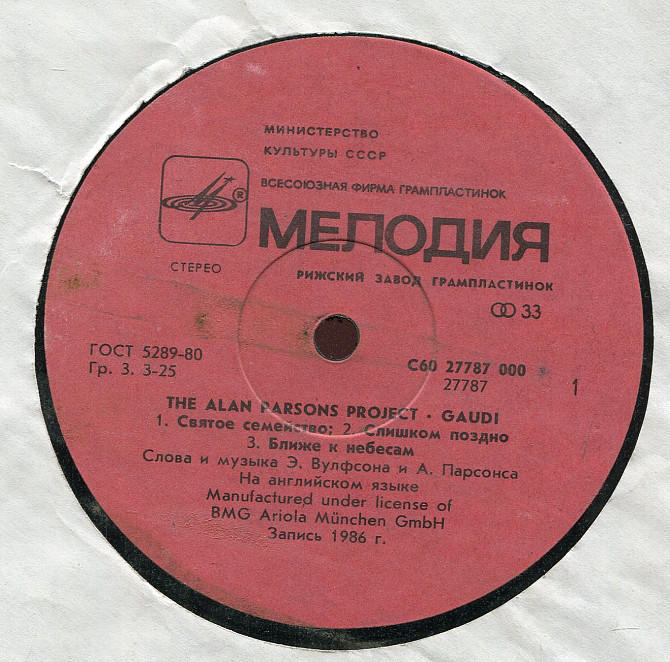 МИНИСТЕРСТВО
КУЛЬТУРЫ СССР
ВСЕСОЮЗНАЯ ФИРМА ГРАМПЛАСТИНОК
®
МЕЛОДИЯ
СТЕРЕО
РИЖСКИЙ ЗАВОД ГРАМПЛАСТИНОК
33
ГОСТ 5289-80
Гр. 3. 3-25
С60 27787 000
27787
1
THE ALAN PARSONS PROJECT · GAUDI
1. Святое семейство; 2. Слишком поздно
3. Ближе к небесам
Слова и музыка Э. Вулфсона и А. Парсонса
На английском языке
Manufactured under license of
BMG Ariola München GmbH
Запись 1986 г.